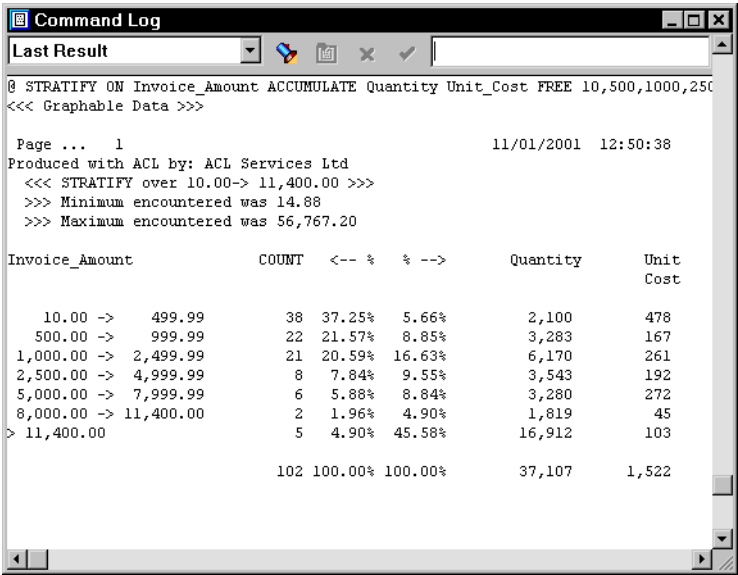 Command Log
Last Result
@ STRATIFY ON Invoice_Amount ACCUMULATE Quantity Unit_Cost FREE 10,500,1000,250
<<< Graphable Data >>>
Page ... 1 11/01/2001 12:50:38
Produced with ACL by: ACL Services Ltd
<<< STRATIFY over 10.00-> 11,400.00 >>>
>>> Minimum encountered was 14.88
>>> Maximum encountered was 56,767.20
Invoice_Amount COUNT <-- % % --> Quantity Unit
Cost
10.00 -> 499.99 38 37.25% 5.66% 2,100 478
500.00 -> 999.99 22 21.57% 8.85% 3,283 167
1,000.00 -> 2,499.99 21 20.59% 16.63% 6,170 261
2,500.00 -> 4,999.99 8 7.84% 9.55% 3,543 192
5,000.00 -> 7,999.99 6 5.88% 8.84% 3,280 272
8,000.00 -> 11,400.00 2 1.96% 4.90% 1,819 45
> 11,400.00 5 4.90% 45.58% 16,912 103
102 100.00% 100.00% 37,107 1,522